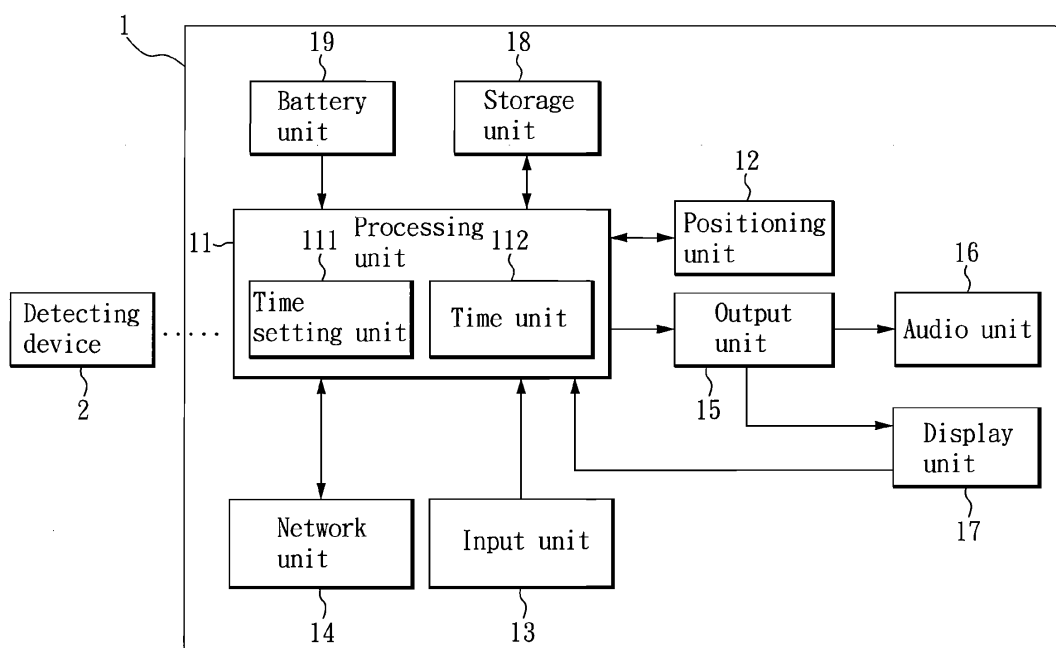 1
19
18
Battery
unit
Storage
unit
12
11
Processing
unit
111
112
Positioning
unit
16
Detecting
device
Time
setting unit
Time unit
Output
unit
Audio unit
2
15
Display
unit
Network
unit
Input unit
17
14
13